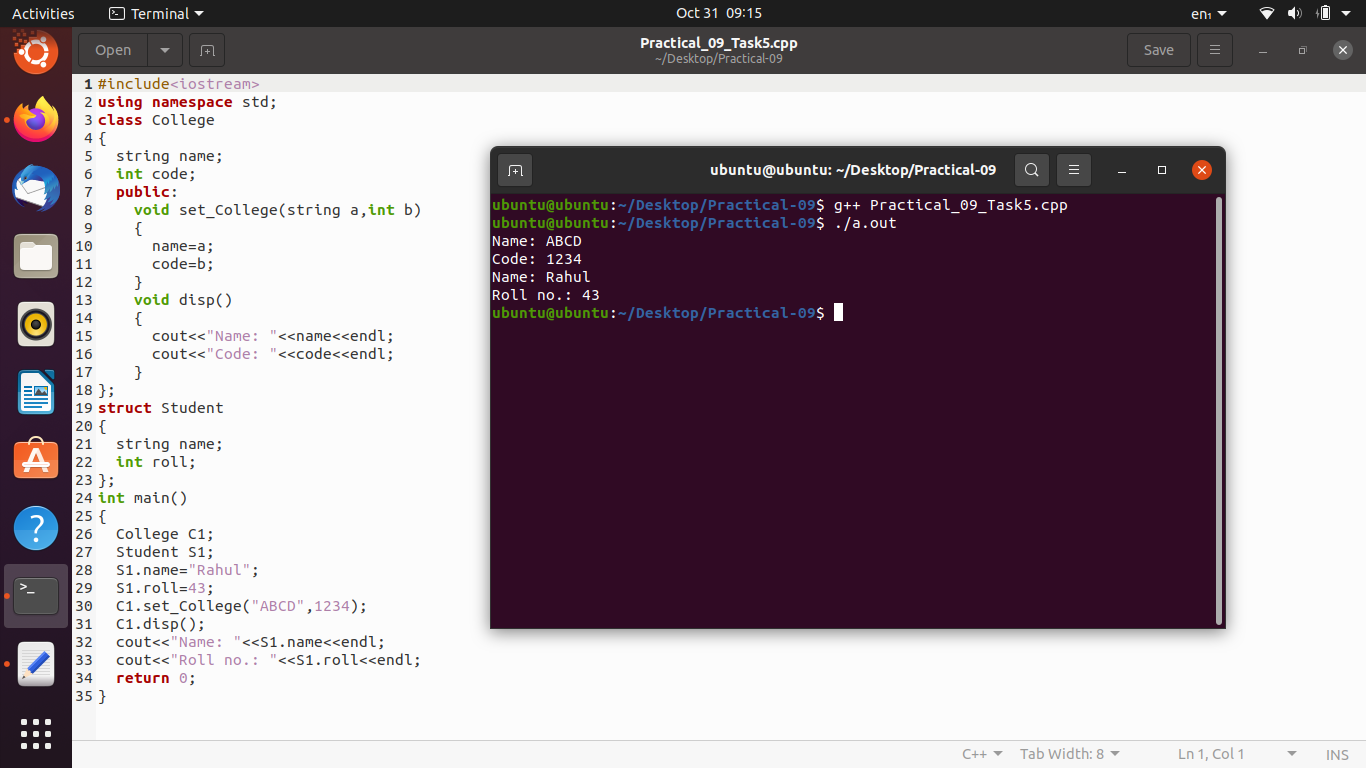 Activities
Terminal
Oct 31 09:15
en₁
Open
Practical_09_Task5.cpp
~/Desktop/Practical-09
Save
1 #include<iostream>
2 using namespace std;
3 class College
4 {
5   string name;
6   int code;
7   public:
8     void set_College(string a,int b)
9     {
10       name=a;
11       code=b;
12     }
13     void disp()
14     {
15       cout<<"Name: "<<name<<endl;
16       cout<<"Code: "<<code<<endl;
17     }
18 };
19 struct Student
20 {
21   string name;
22   int roll;
23 };
24 int main()
25 {
26   College C1;
27   Student S1;
28   S1.name="Rahul";
29   S1.roll=43;
30   C1.set_College("ABCD",1234);
31   C1.disp();
32   cout<<"Name: "<<S1.name<<endl;
33   cout<<"Roll no.: "<<S1.roll<<endl;
34   return 0;
35 }
ubuntu@ubuntu: ~/Desktop/Practical-09
ubuntu@ubuntu:~/Desktop/Practical-09$ g++ Practical_09_Task5.cpp
ubuntu@ubuntu:~/Desktop/Practical-09$ ./a.out
Name: ABCD
Code: 1234
Name: Rahul
Roll no.: 43
ubuntu@ubuntu:~/Desktop/Practical-09$
C++
Tab Width: 8
Ln 1, Col 1
INS